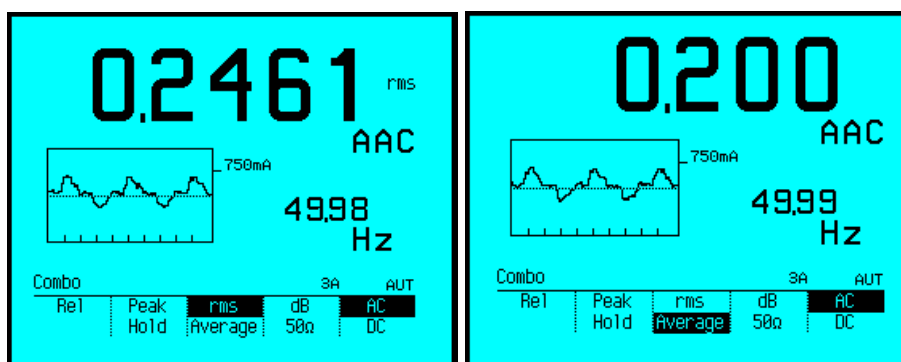 0.2461 rms
AAC
750mA
49.98
Hz
Combo 3A AUT
Rel Peak rms dB AC
Hold Average 50Ω DC
0.200
AAC
750mA
49.99
Hz
Combo 3A AUT
Rel Peak rms dB AC
Hold Average 50Ω DC